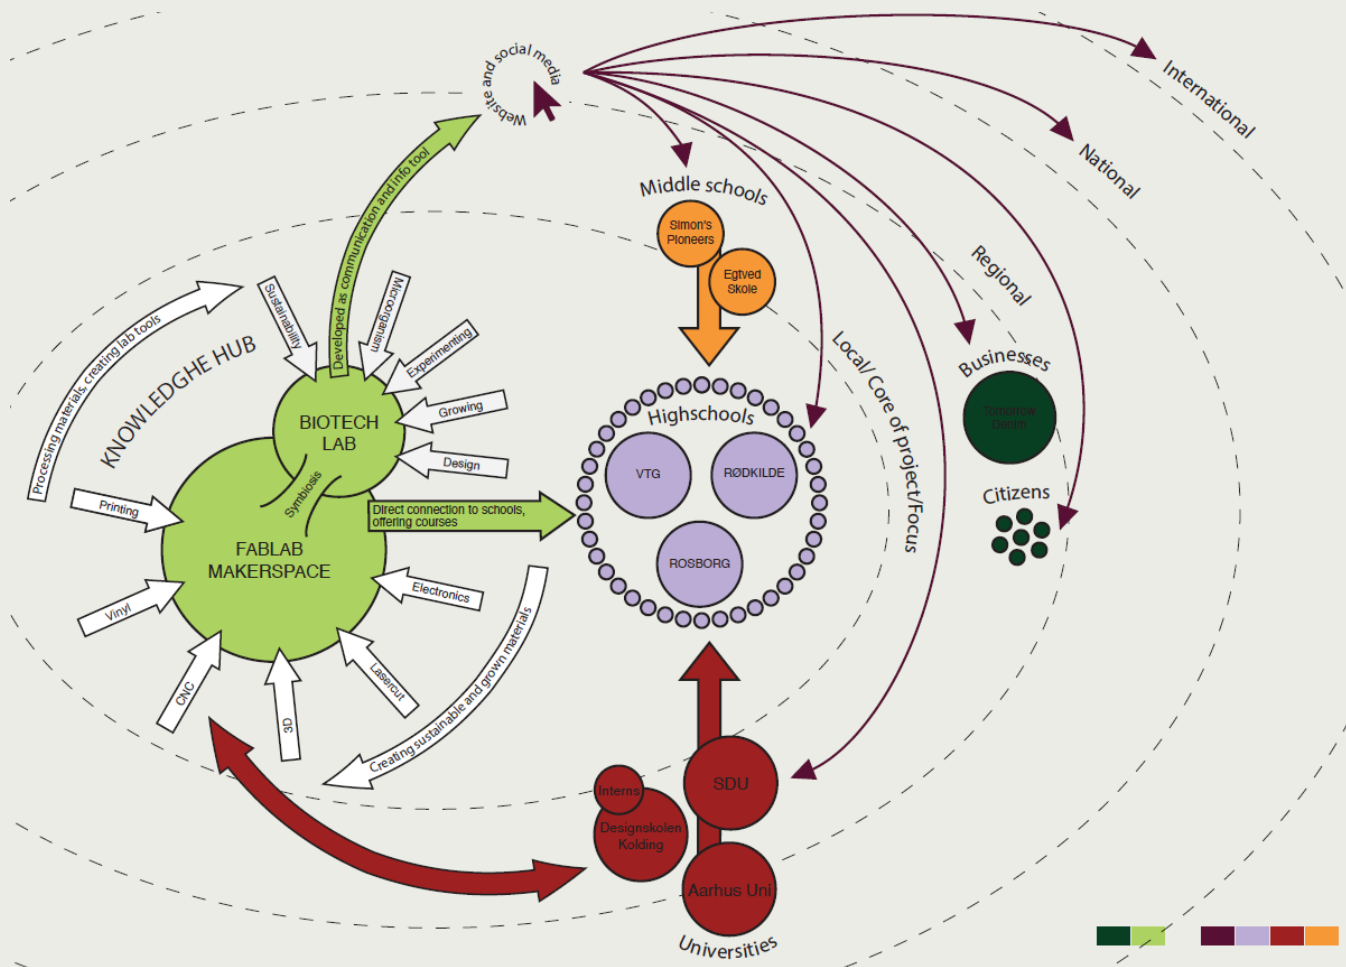 Website and social media
International
National
Regional
Local/ Core of project/Focus
Developed as communication and info tool
Middle schools
Simon's
Pioneers
Egtved
Skole
Businesses
Tomorrow
Denim
Citizens
Processing materials, creating lab tools
KNOWLEDGHE HUB
Sustainability
Microorganism
Experimenting
Growing
Design
BIOTECH
LAB
Symbiosis
FABLAB
MAKERSPACE
Printing
Vinyl
CNC
3D
Lasercut
Electronics
Direct connection to schools,
offering courses
Highschools
VTG
RØDKILDE
ROSBORG
Creating sustainable and grown materials
Interns
Designskolen
Kolding
SDU
Aarhus Uni
Universities